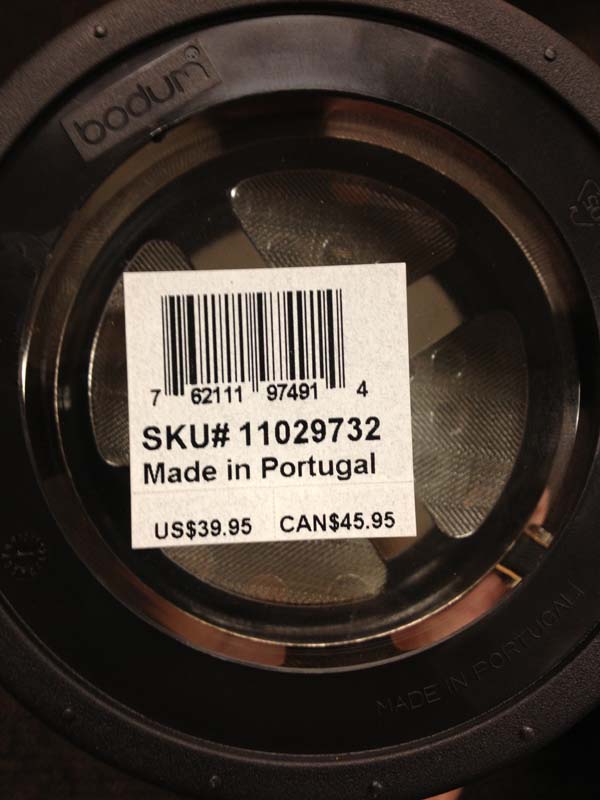 bodum
7 62111 97491 4
SKU# 11029732
Made in Portugal
US$39.95 CAN$45.95
MADE IN PORTUGAL